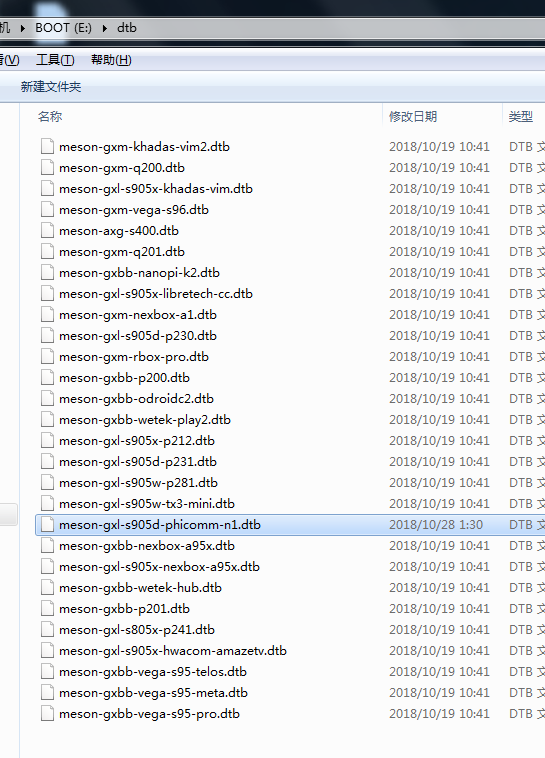 机 ▸ BOOT (E:) ▸ dtb
看(V) 工具(T) 帮助(H)
新建文件夹
名称 修改日期 类型
meson-gxm-khadas-vim2.dtb 2018/10/19 10:41 DTB 文
meson-gxm-q200.dtb 2018/10/19 10:41 DTB 文
meson-gxl-s905x-khadas-vim.dtb 2018/10/19 10:41 DTB 文
meson-gxm-vega-s96.dtb 2018/10/19 10:41 DTB 文
meson-axg-s400.dtb 2018/10/19 10:41 DTB 文
meson-gxm-q201.dtb 2018/10/19 10:41 DTB 文
meson-gxbb-nanopi-k2.dtb 2018/10/19 10:41 DTB 文
meson-gxl-s905x-libretech-cc.dtb 2018/10/19 10:41 DTB 文
meson-gxm-nexbox-a1.dtb 2018/10/19 10:41 DTB 文
meson-gxl-s905d-p230.dtb 2018/10/19 10:41 DTB 文
meson-gxm-rbox-pro.dtb 2018/10/19 10:41 DTB 文
meson-gxbb-p200.dtb 2018/10/19 10:41 DTB 文
meson-gxbb-odroidc2.dtb 2018/10/19 10:41 DTB 文
meson-gxbb-wetek-play2.dtb 2018/10/19 10:41 DTB 文
meson-gxl-s905x-p212.dtb 2018/10/19 10:41 DTB 文
meson-gxl-s905d-p231.dtb 2018/10/19 10:41 DTB 文
meson-gxl-s905w-p281.dtb 2018/10/19 10:41 DTB 文
meson-gxl-s905w-tx3-mini.dtb 2018/10/19 10:41 DTB 文
meson-gxl-s905d-phicomm-n1.dtb 2018/10/28 1:30 DTB 文
meson-gxbb-nexbox-a95x.dtb 2018/10/19 10:41 DTB 文
meson-gxl-s905x-nexbox-a95x.dtb 2018/10/19 10:41 DTB 文
meson-gxbb-wetek-hub.dtb 2018/10/19 10:41 DTB 文
meson-gxbb-p201.dtb 2018/10/19 10:41 DTB 文
meson-gxl-s805x-p241.dtb 2018/10/19 10:41 DTB 文
meson-gxl-s905x-hwacom-amazetv.dtb 2018/10/19 10:41 DTB 文
meson-gxbb-vega-s95-telos.dtb 2018/10/19 10:41 DTB 文
meson-gxbb-vega-s95-meta.dtb 2018/10/19 10:41 DTB 文
meson-gxbb-vega-s95-pro.dtb 2018/10/19 10:41 DTB 文